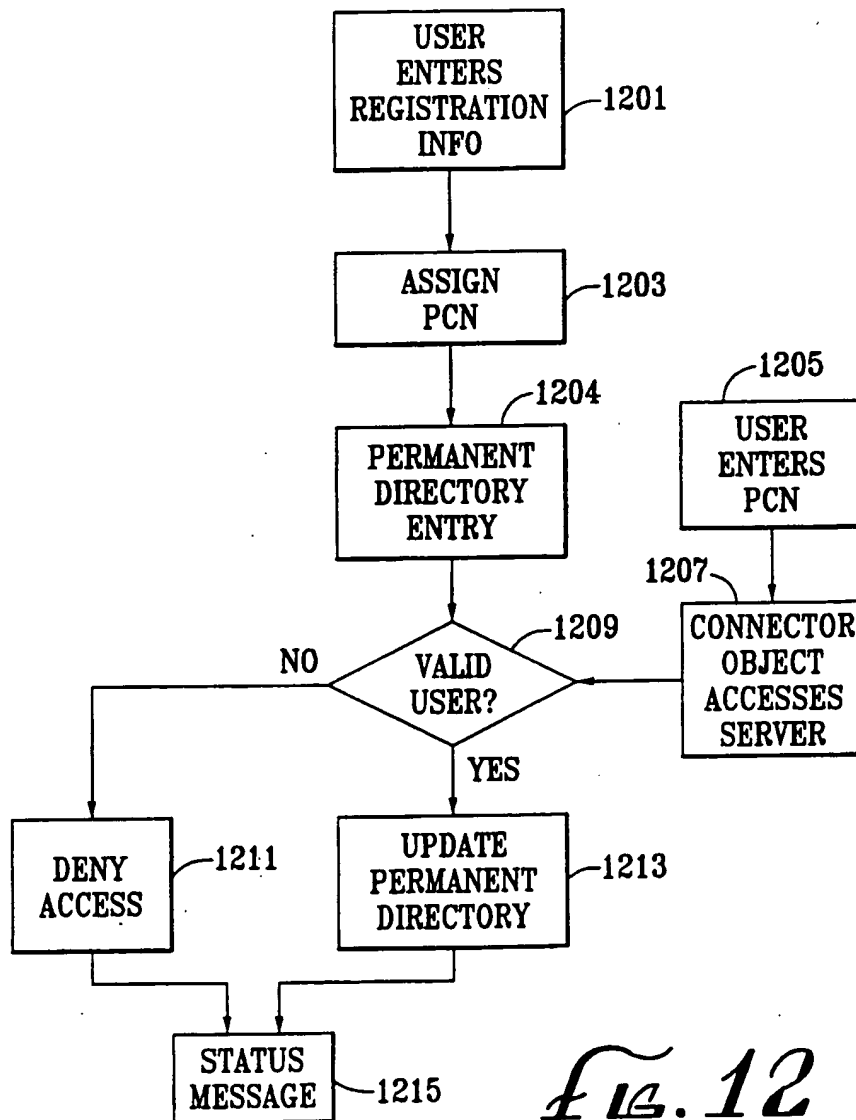 USER
ENTERS
REGISTRATION
INFO
1201
ASSIGN
PCN
1203
1204
PERMANENT
DIRECTORY
ENTRY
1205
USER
ENTERS
PCN
1207
CONNECTOR
OBJECT
ACCESSES
SERVER
1209
VALID
USER?
NO
YES
DENY
ACCESS
1211
UPDATE
PERMANENT
DIRECTORY
1213
STATUS
MESSAGE
1215
FIG. 12